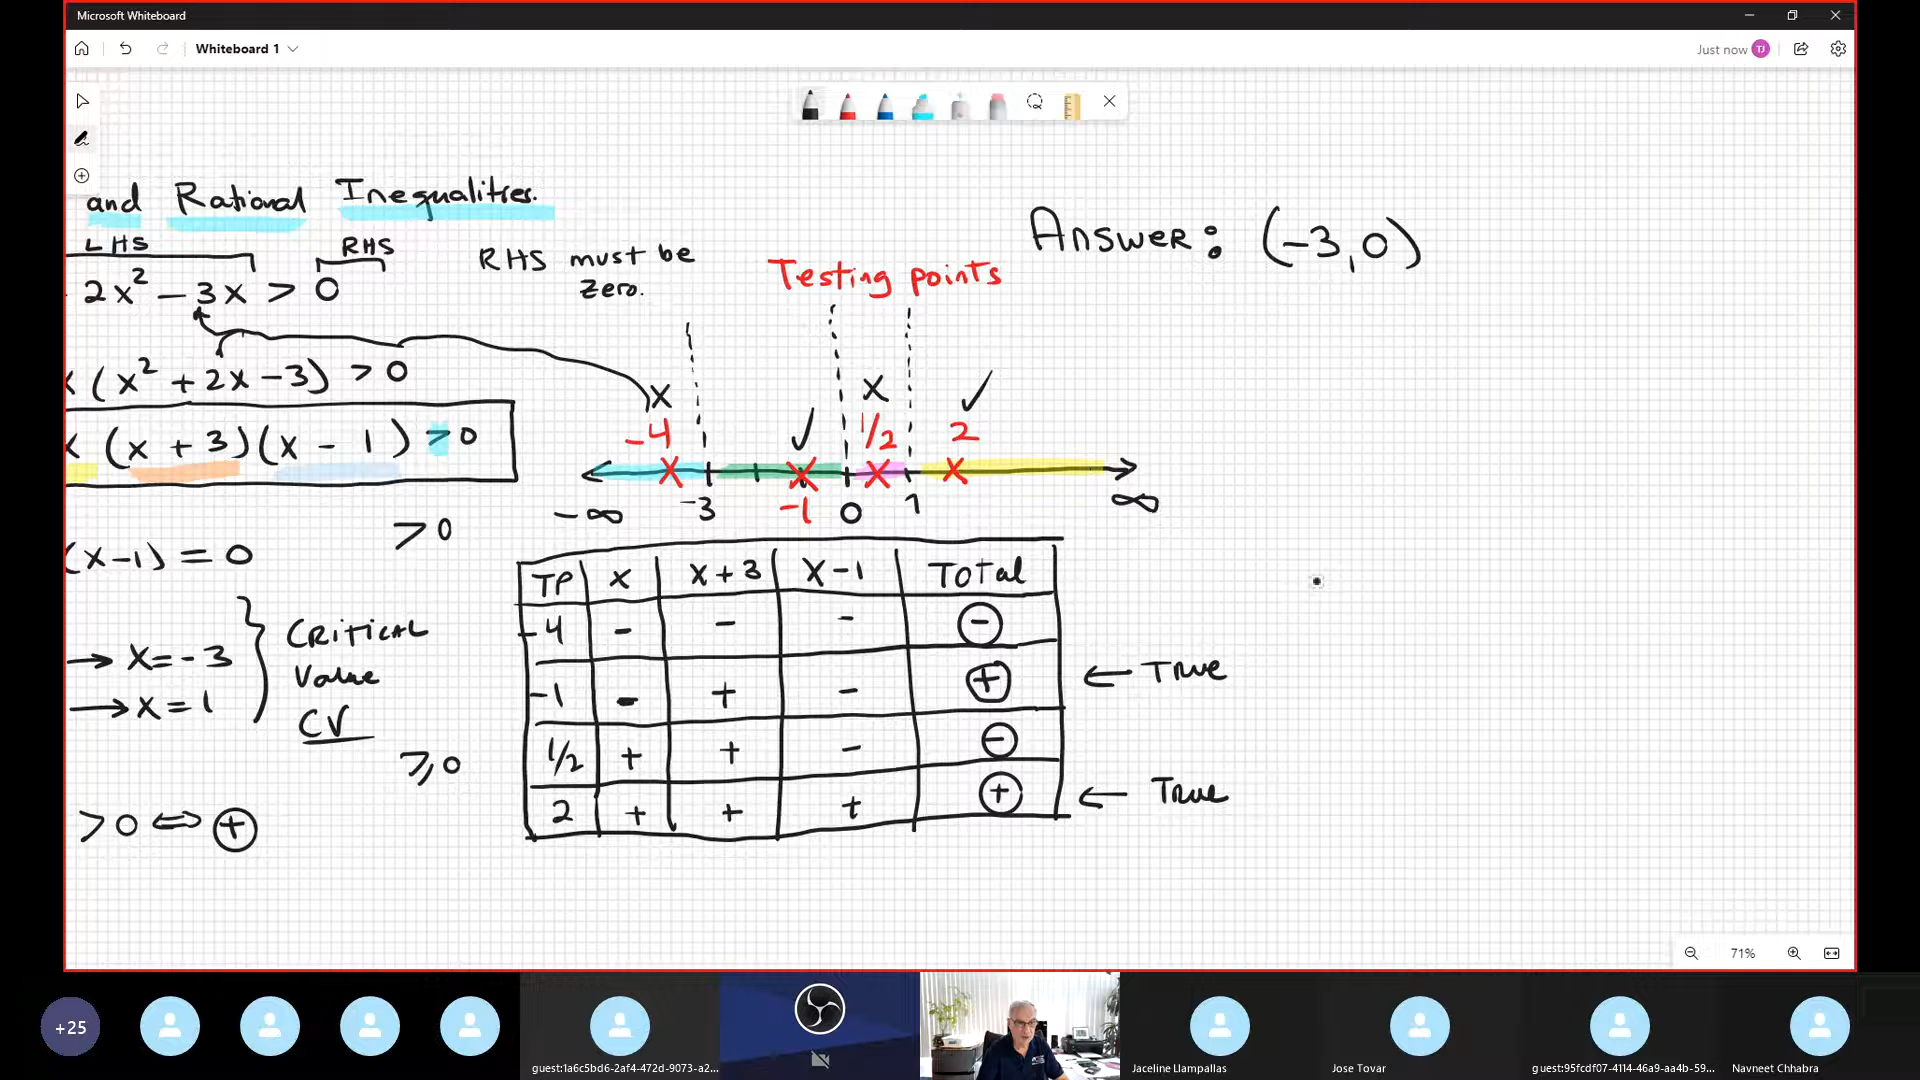 Microsoft Whiteboard
Whiteboard 1
Just now TJ
and Rational Inequalities.
LHS RHS
2x² - 3x > 0
RHS must be
zero.
Testing points
Answer: (-3, 0)
x (x² + 2x - 3) > 0
x (x + 3)(x - 1) > 0
x ✓ x ✓
-4 1/2 2
x x x x
-∞ -3 -1 0 1 ∞
> 0
(x-1) = 0
→ x = -3
→ x = 1
Critical
Value
CV
≥ 0
> 0 ⇔ +
TP x x+3 x-1 Total
-4 - - - -
-1 - + - + ← True
1/2 + + - -
2 + + + + ← True
71%
+25
guest:1a6c5bd6-2af4-472d-9073-a2...
Jaceline Llampallas
Jose Tovar
guest:95fcdf07-4114-46a9-aa4b-59...
Navneet Chhabra